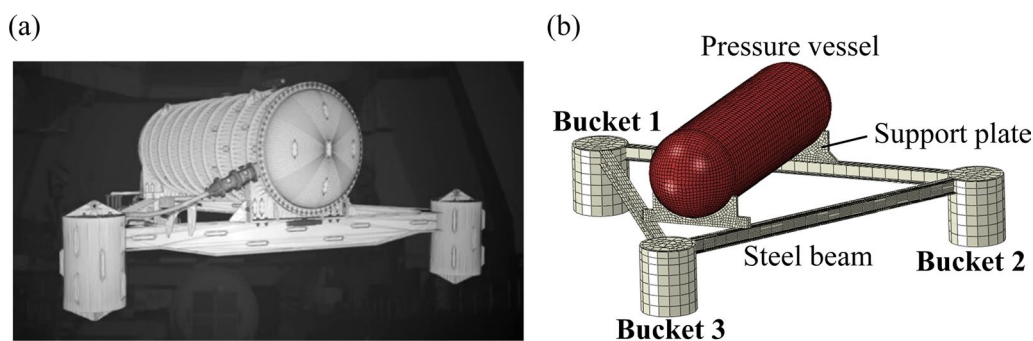 (a)
(b)
Pressure vessel
Bucket 1
Support plate
Steel beam
Bucket 2
Bucket 3